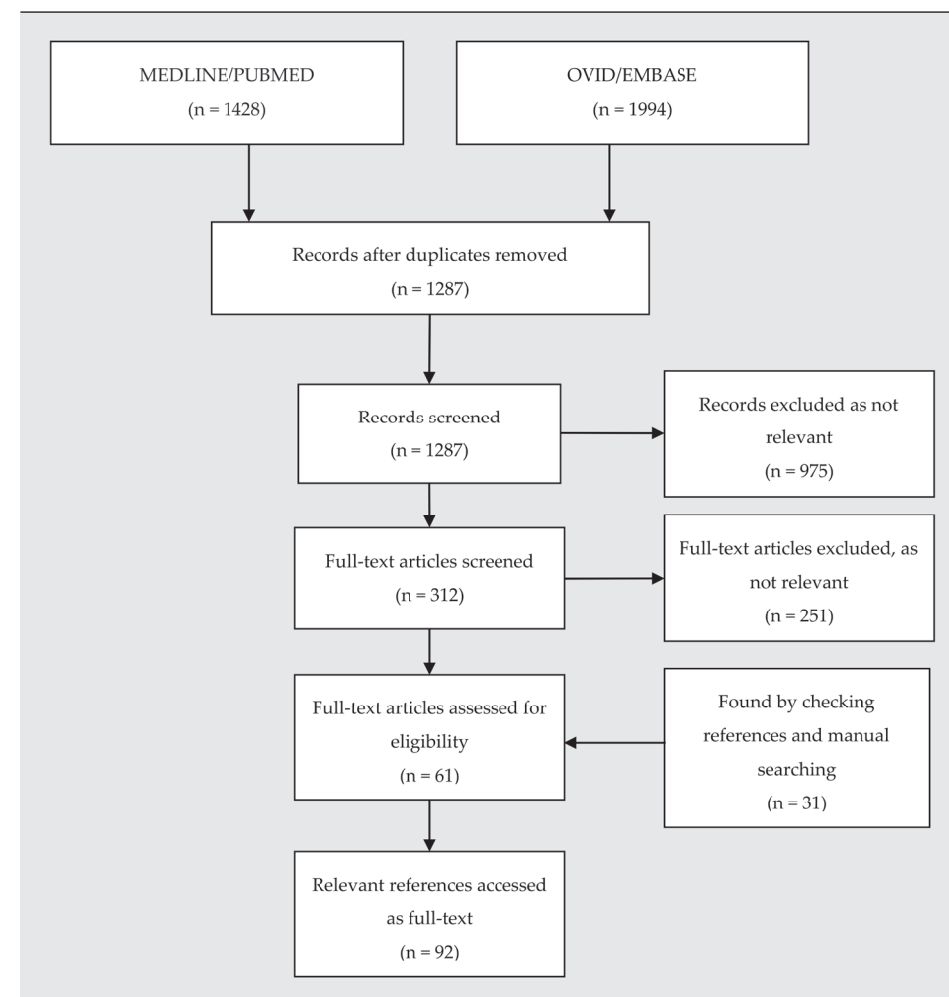 MEDLINE/PUBMED
(n = 1428)
OVID/EMBASE
(n = 1994)
Records after duplicates removed
(n = 1287)
Records screened
(n = 1287)
Records excluded as not
relevant
(n = 975)
Full-text articles screened
(n = 312)
Full-text articles excluded, as
not relevant
(n = 251)
Full-text articles assessed for
eligibility
(n = 61)
Found by checking
references and manual
searching
(n = 31)
Relevant references accessed
as full-text
(n = 92)